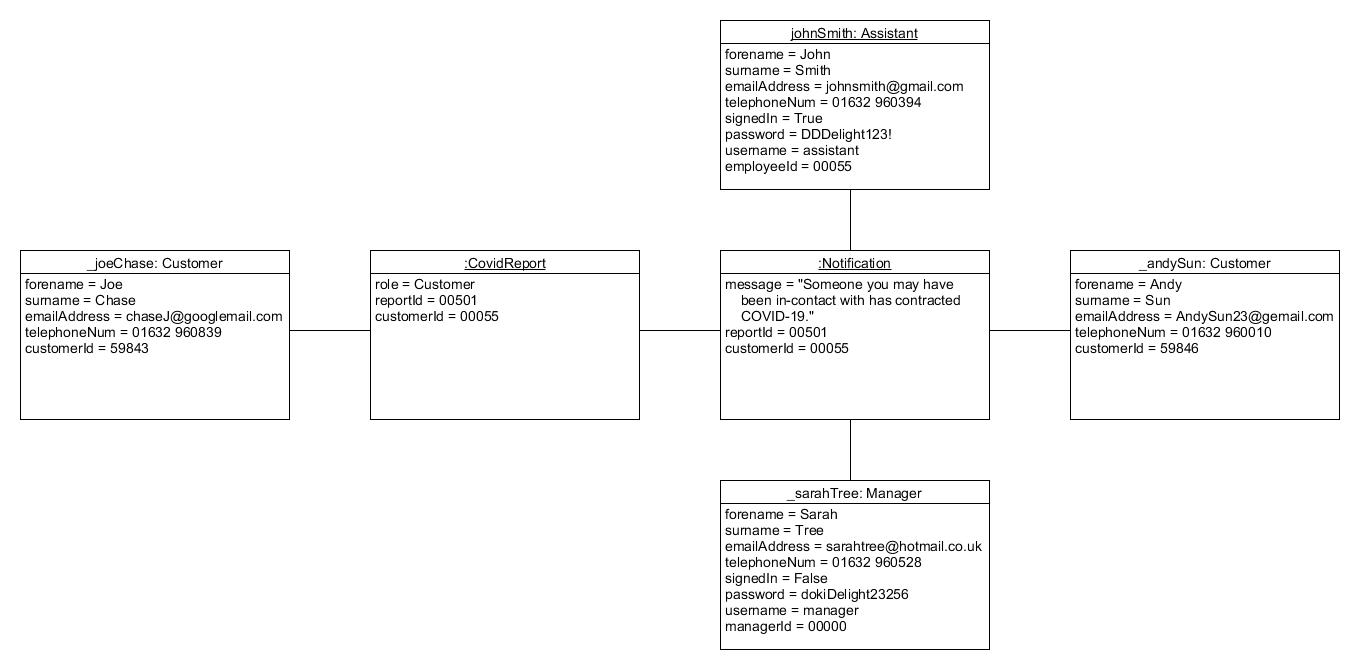 johnSmith: Assistant
forename = John
surname = Smith
emailAddress = johnsmith@gmail.com
telephoneNum = 01632 960394
signedIn = True
password = DDDelight123!
username = assistant
employeeId = 00055
_joeChase: Customer
forename = Joe
surname = Chase
emailAddress = chaseJ@googlemail.com
telephoneNum = 01632 960839
customerId = 59843
:CovidReport
role = Customer
reportId = 00501
customerId = 00055
:Notification
message = "Someone you may have
been in-contact with has contracted
COVID-19."
reportId = 00501
customerId = 00055
_andySun: Customer
forename = Andy
surname = Sun
emailAddress = AndySun23@gemail.com
telephoneNum = 01632 960010
customerId = 59846
_sarahTree: Manager
forename = Sarah
surname = Tree
emailAddress = sarahtree@hotmail.co.uk
telephoneNum = 01632 960528
signedIn = False
password = dokiDelight23256
username = manager
managerId = 00000